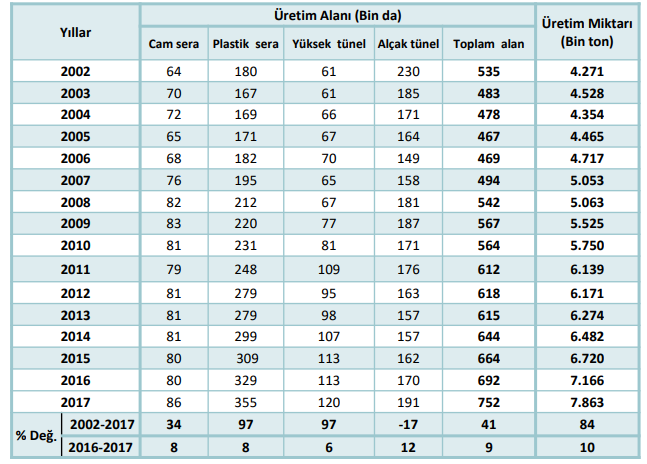 Yıllar Üretim Alanı (Bin da) Üretim Miktarı (Bin ton)
Cam sera Plastik sera Yüksek tünel Alçak tünel Toplam alan
2002 64 180 61 230 535 4.271
2003 70 167 61 185 483 4.528
2004 72 169 66 171 478 4.354
2005 65 171 67 164 467 4.465
2006 68 182 70 149 469 4.717
2007 76 195 65 158 494 5.053
2008 82 212 67 181 542 5.063
2009 83 220 77 187 567 5.525
2010 81 231 81 171 564 5.750
2011 79 248 109 176 612 6.139
2012 81 279 95 163 618 6.171
2013 81 279 98 157 615 6.274
2014 81 299 107 157 644 6.482
2015 80 309 113 162 664 6.720
2016 80 329 113 170 692 7.166
2017 86 355 120 191 752 7.863
% Değ. 2002-2017 34 97 97 -17 41 84
2016-2017 8 8 6 12 9 10